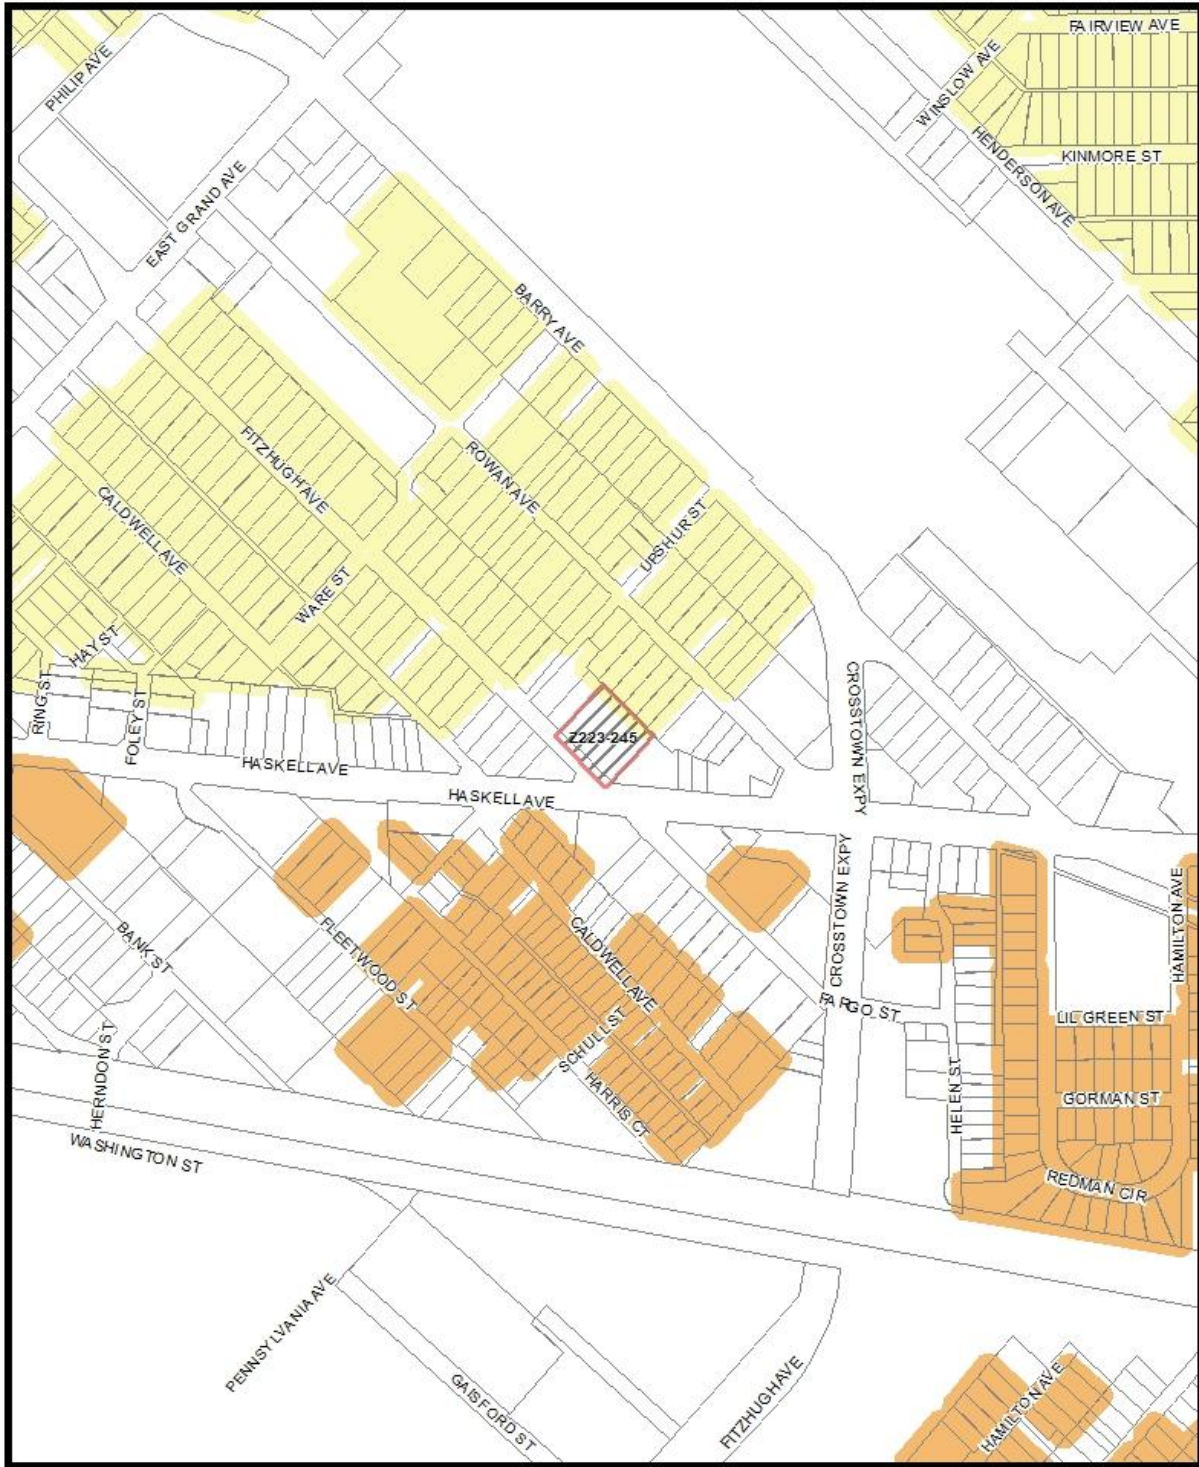 FAIRVIEW AVE
PHILIP AVE
WINSLOW AVE
HENDERSON AVE
KINMORE ST
EAST GRAND AVE
BARRY AVE
FITZHUGH AVE
ROWAN AVE
CALDWELL AVE
UPSHUR ST
WARE ST
HAY ST
RING ST
FOLEY ST
CROSSTOWN EXPY
Z223-245
HASKELL AVE
HASKELL AVE
CROSSTOWN EXPY
HAMILTON AVE
BANK ST
FLEETWOOD ST
CALDWELL AVE
FARGO ST
LIL GREEN ST
SCHULL ST
HERNDON ST
HARRIS CT
HELEN ST
GORMAN ST
WASHINGTON ST
REDMAN CIR
PENNSYLVANIA AVE
GAISFORD ST
FITZHUGH AVE
HAMILTON AVE